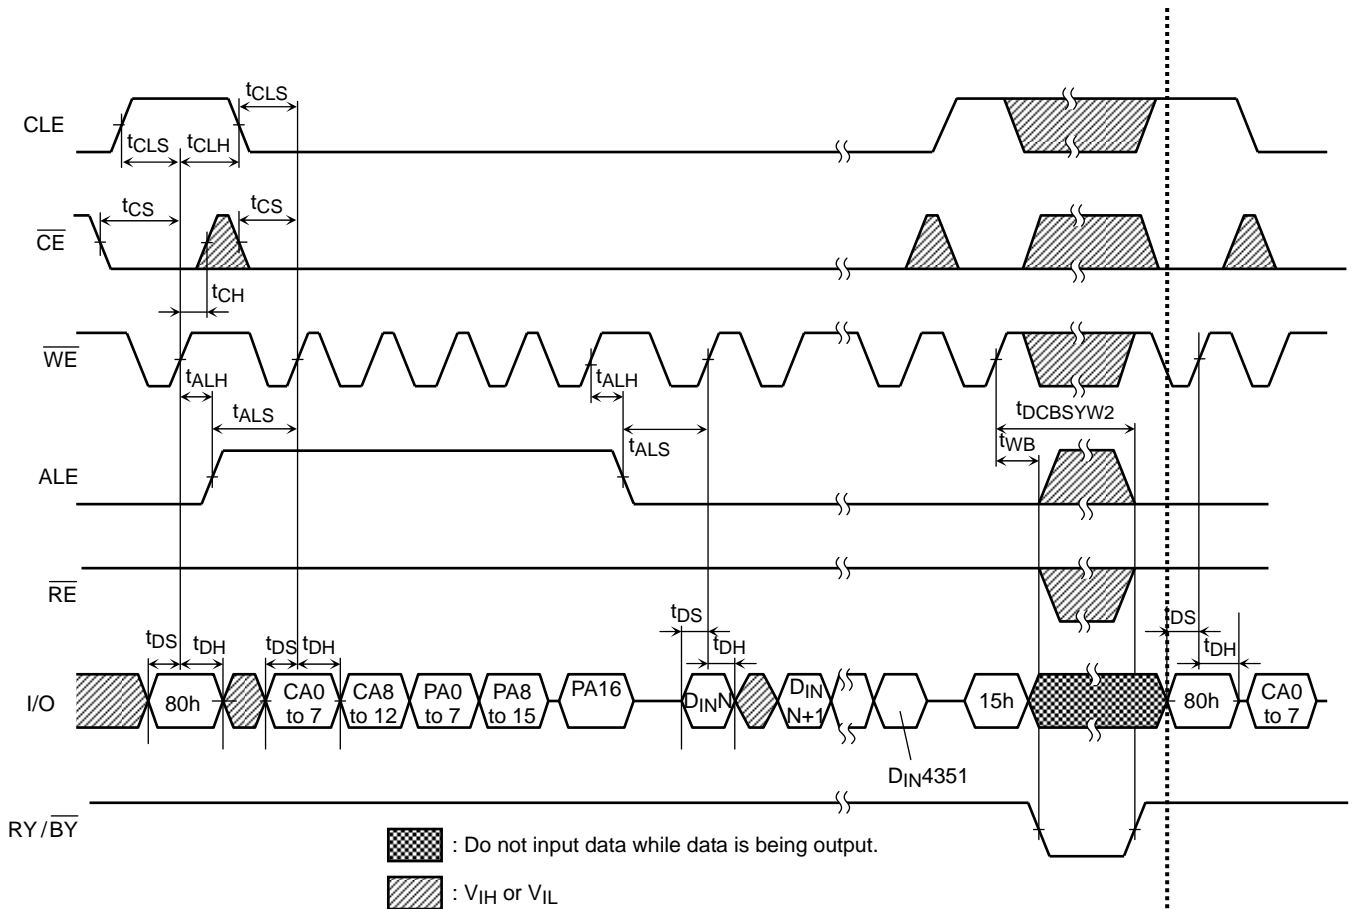 CLE
tCLS
tCLH
tCLS
CE
tCS
tCS
tCH
WE
tALH
tALS
tALH
tALS
tDCBSYW2
tWB
ALE
RE
tDS
tDH
tDS
tDH
tDS
tDH
DS
tDH
I/O
80h
CA0
to 7
CA8
to 12
PA0
to 7
PA8
to 15
PA16
DINN
DIN
N+1
15h
80h
CA0
to 7
DIN4351
RY/BY
: Do not input data while data is being output.
: VIH or VIL